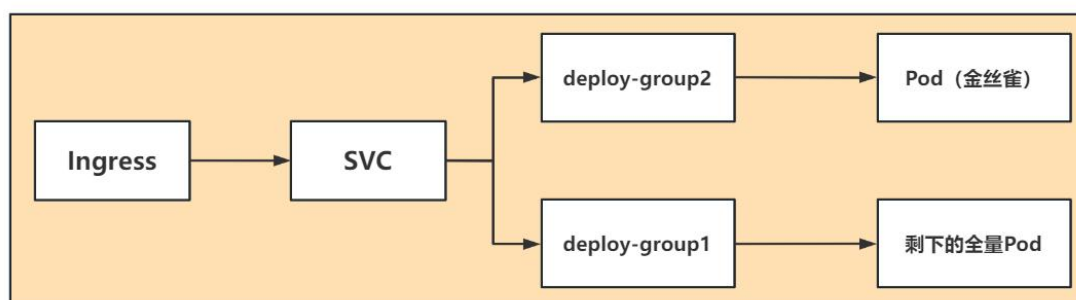 deploy-group2
Pod（金丝雀）
Ingress
SVC
deploy-group1
剩下的全量Pod